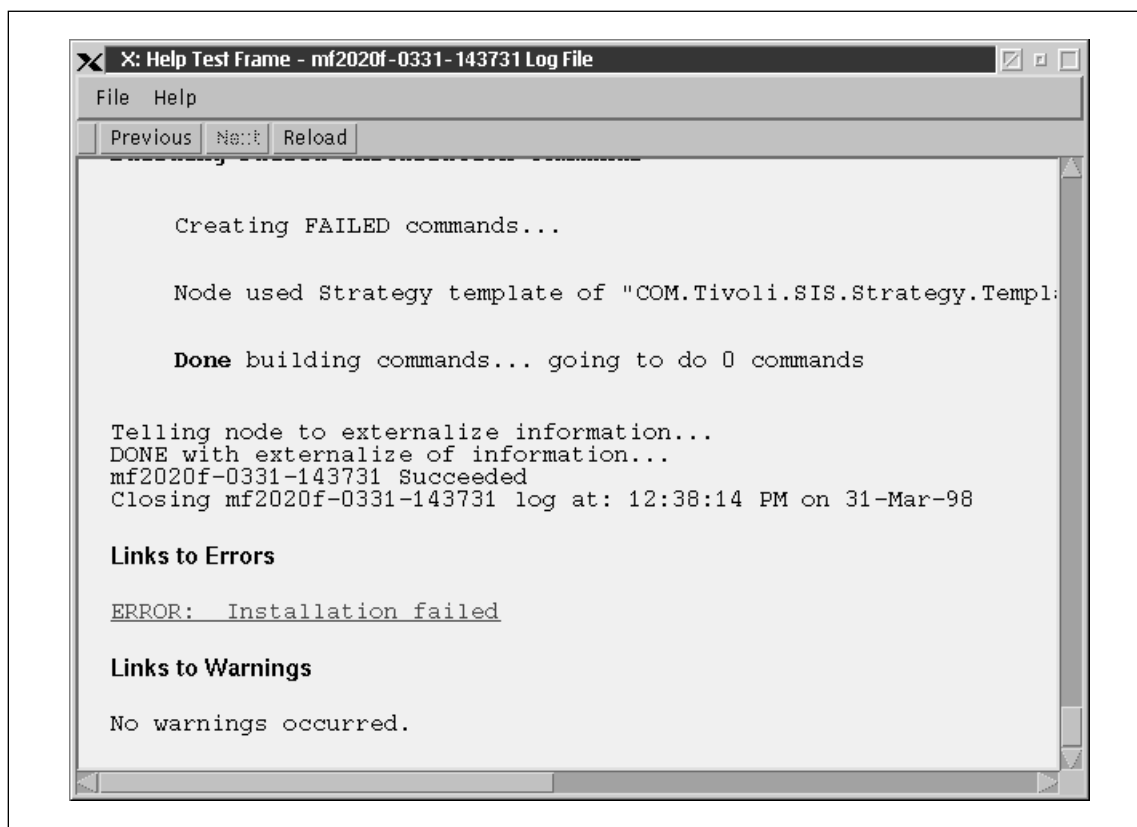 X: Help Test Frame - mf2020f-0331-143731 Log File
File Help
Previous Next Reload
Creating FAILED commands...
Node used Strategy template of "COM.Tivoli.SIS.Strategy.Templ
Done building commands... going to do 0 commands
Telling node to externalize information...
DONE with externalize of information...
mf2020f-0331-143731 Succeeded
Closing mf2020f-0331-143731 log at: 12:38:14 PM on 31-Mar-98
Links to Errors
ERROR: Installation failed
Links to Warnings
No warnings occurred.